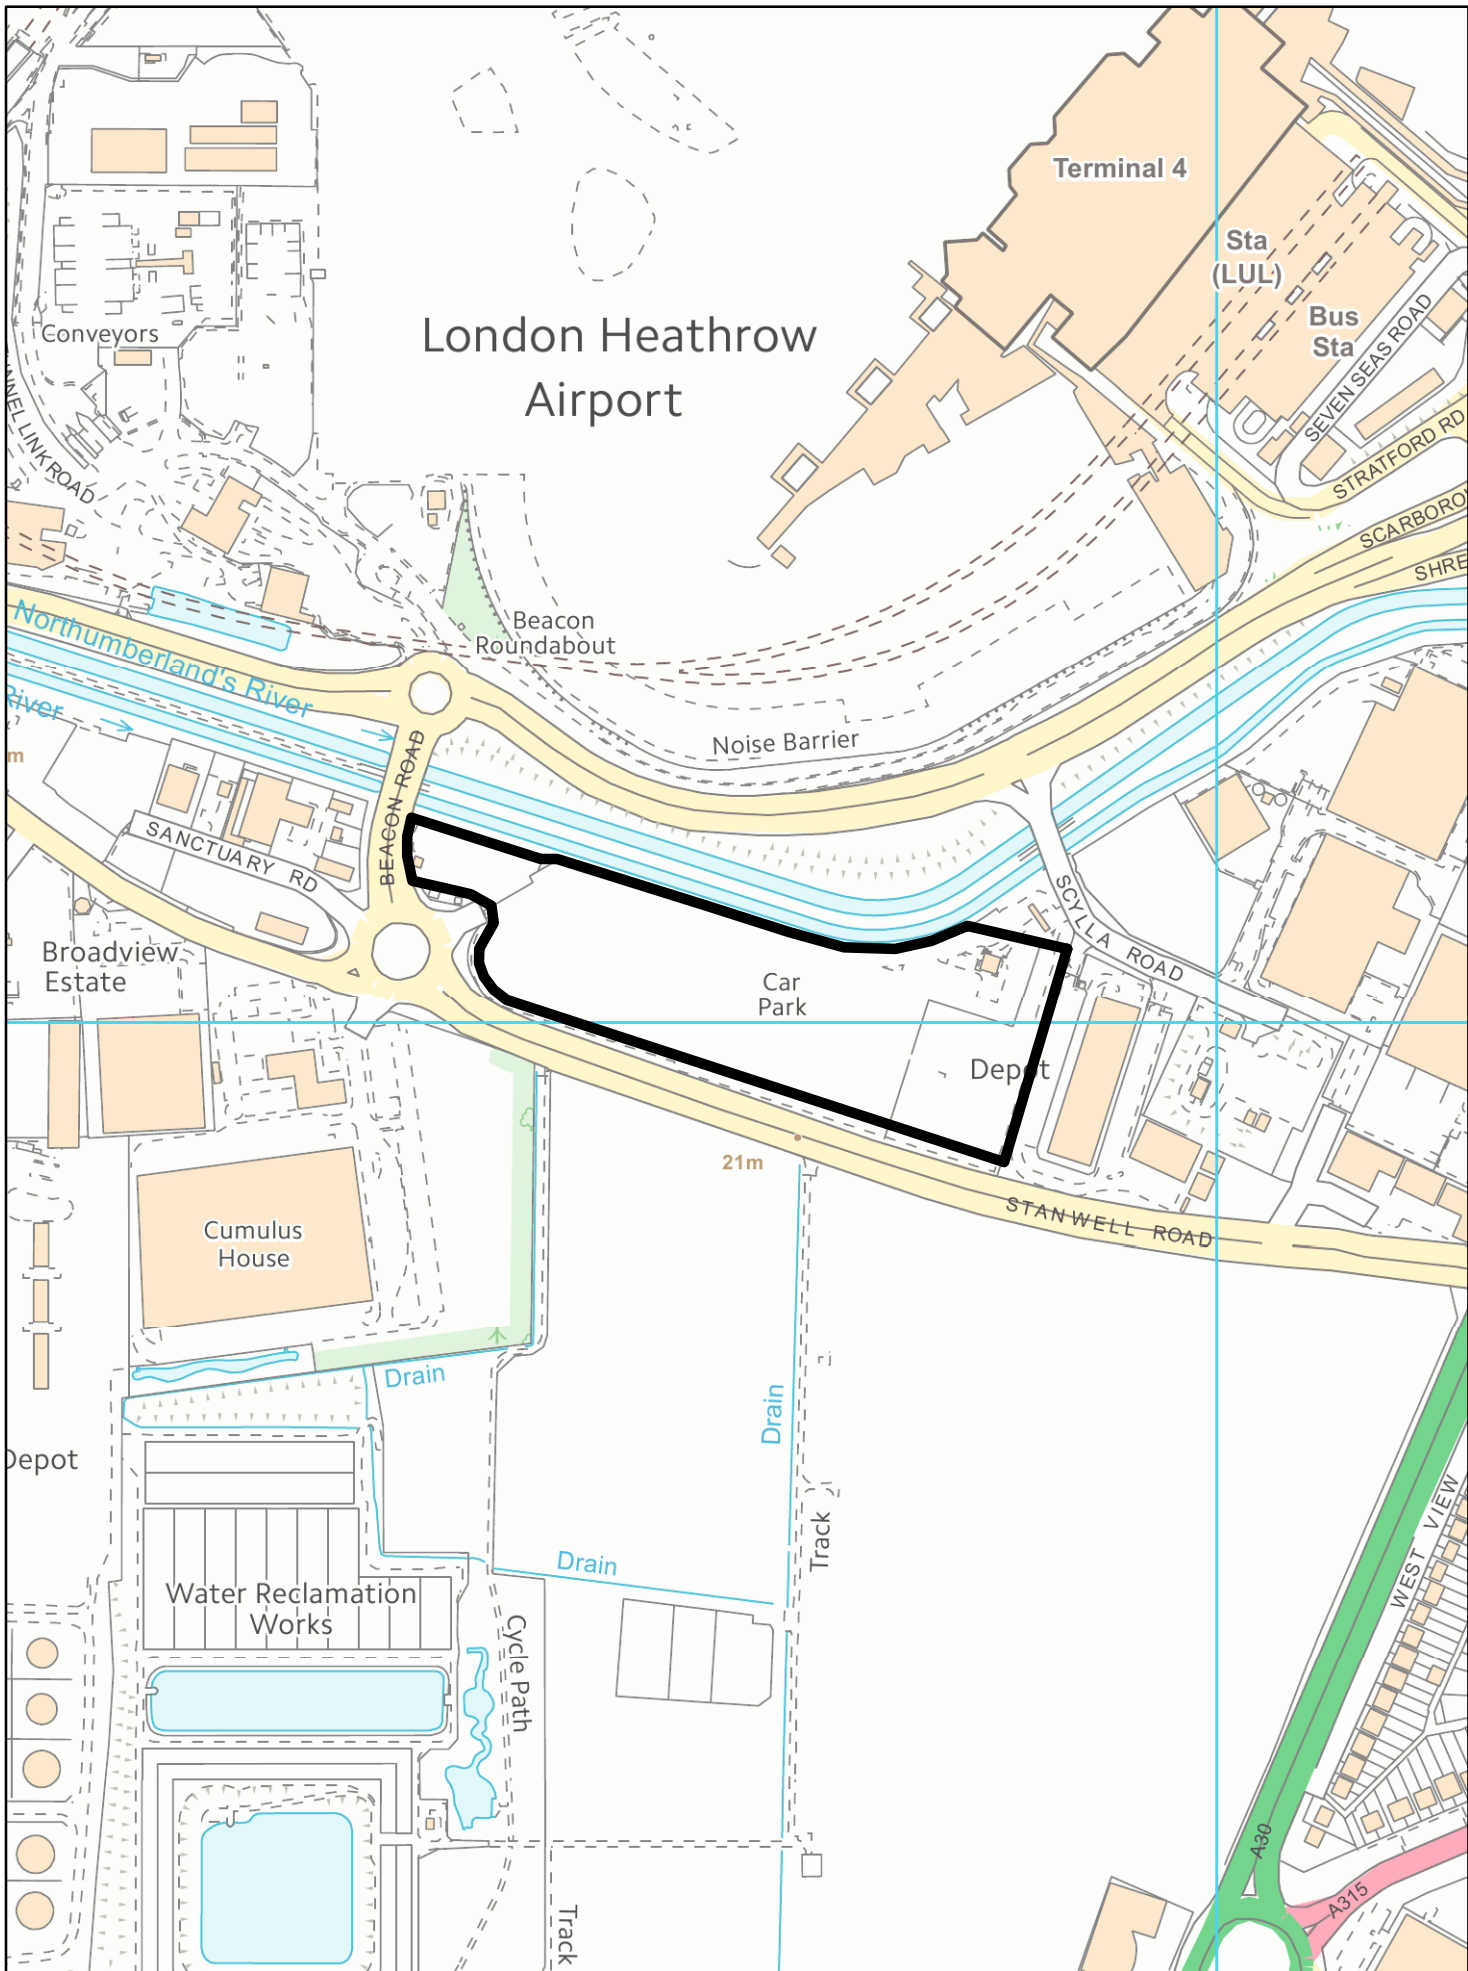 Terminal 4
Sta
(LUL)
Bus
Sta
SEVEN SEAS ROAD
STRATFORD RD
Conveyors
London Heathrow
Airport
LINK ROAD
Beacon
Roundabout
Northumberland's River
River
m
Noise Barrier
BEACON ROAD
SANCTUARY RD
SCYLLA ROAD
Broadview
Estate
Car
Park
Depot
21m
STANWELL ROAD
Cumulus
House
Drain
Drain
Depot
Track
WEST VIEW
Drain
Water Reclamation
Works
Cycle Path
A30
A315
Track